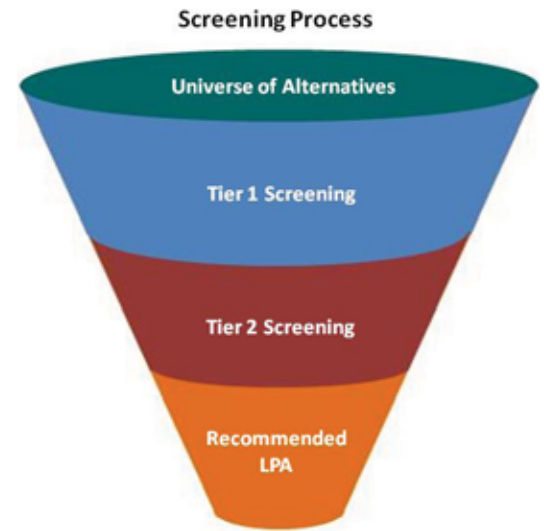 Screening Process
Universe of Alternatives
Tier 1 Screening
Tier 2 Screening
Recommended
LPA